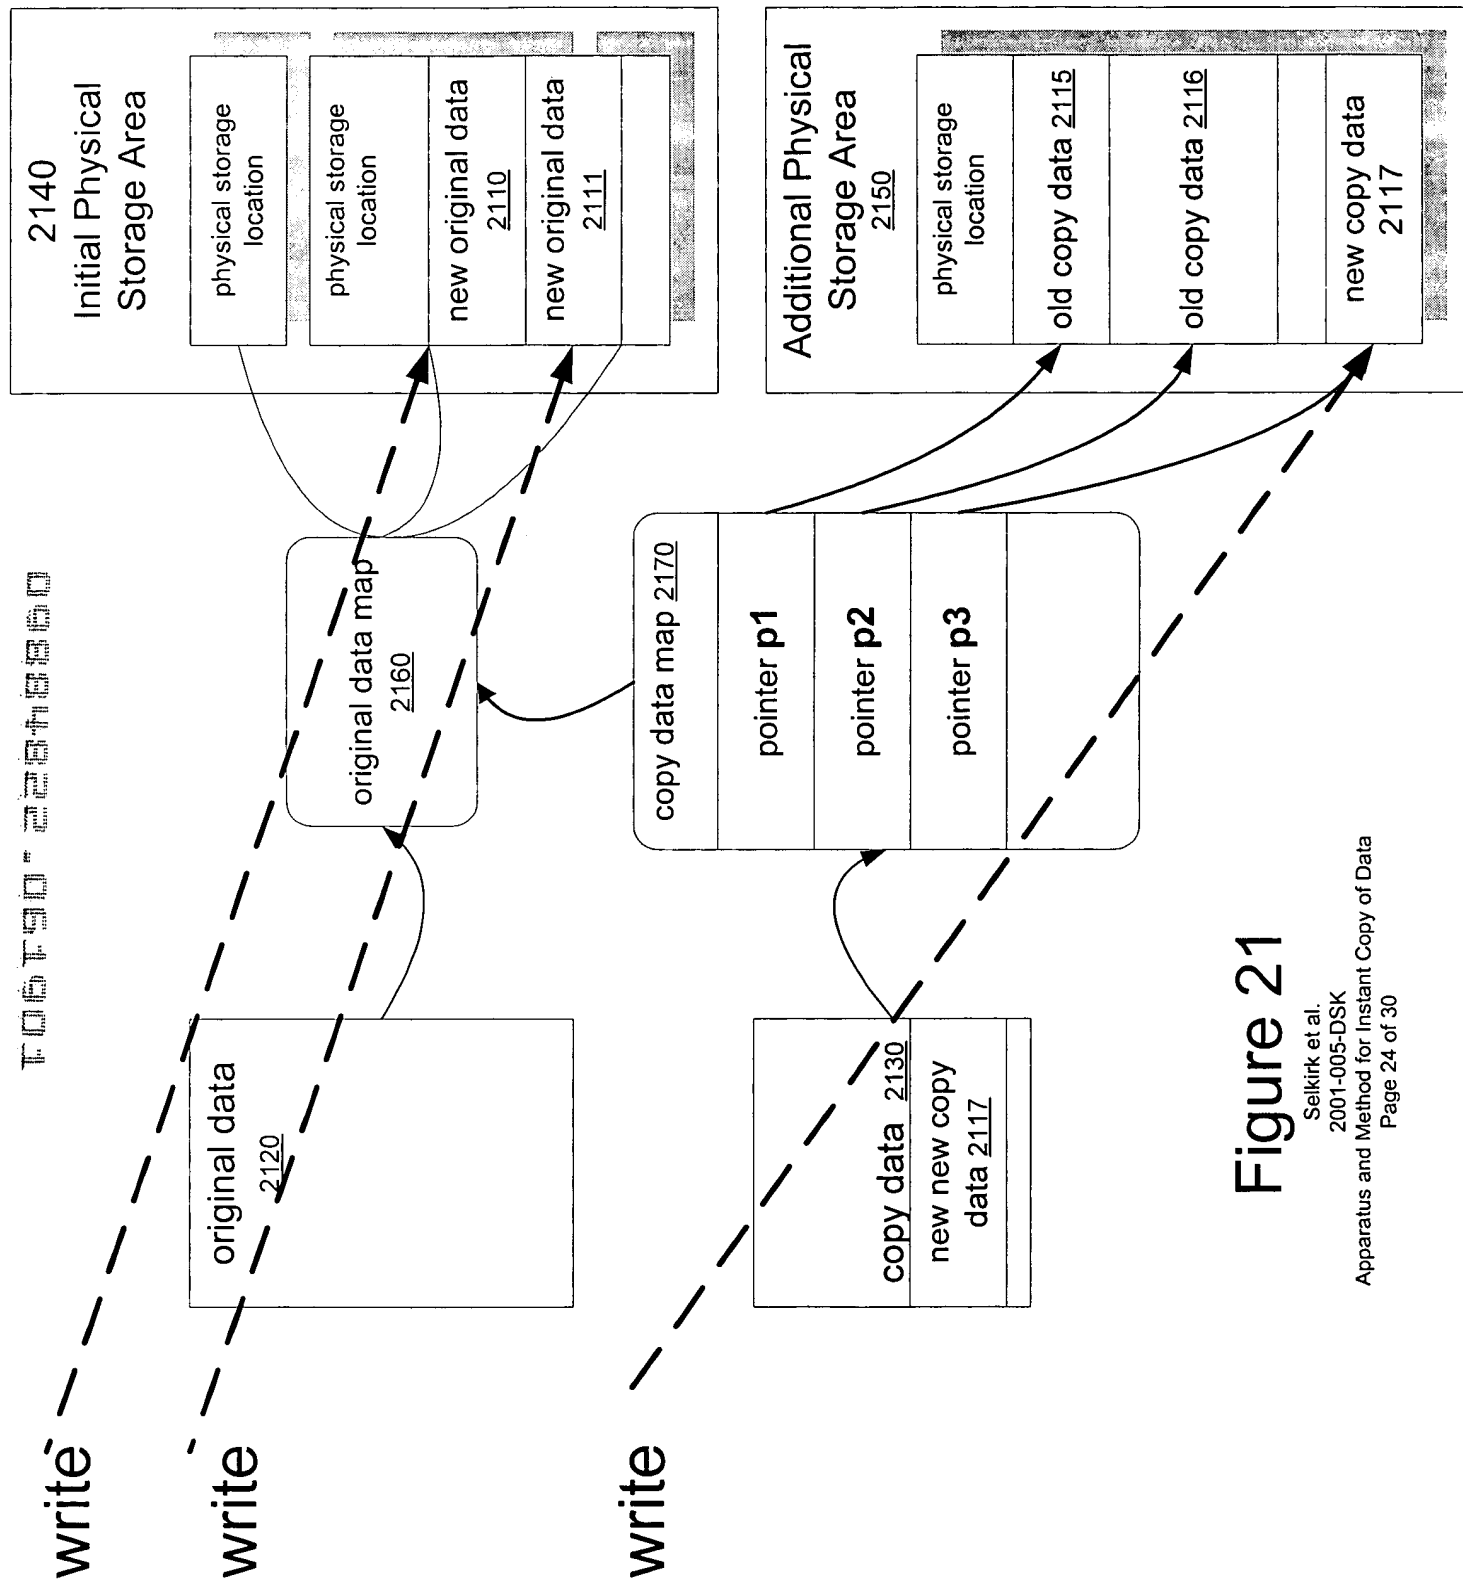 write
write
write
original data
2120
copy data 2130
new new copy
data 2117
original data map
2160
copy data map 2170
pointer p1
pointer p2
pointer p3
2140
Initial Physical
Storage Area
physical storage
location
physical storage
location
new original data
2110
new original data
2111
Additional Physical
Storage Area
2150
physical storage
location
old copy data 2115
old copy data 2116
new copy data
2117
Figure 21
Selkirk et al.
2001-005-DSK
Apparatus and Method for Instant Copy of Data
Page 24 of 30